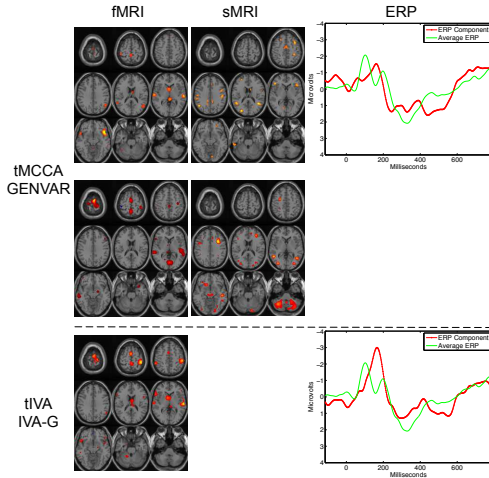 fMRI sMRI ERP
tMCCA
GENVAR
ERP Component
Average ERP
Microvolts
−4
−3
−2
−1
0
1
2
3
4
0 200 400 600
Milliseconds
tIVA
IVA-G
ERP Component
Average ERP
Microvolts
−4
−3
−2
−1
0
1
2
3
4
0 200 400 600
Milliseconds